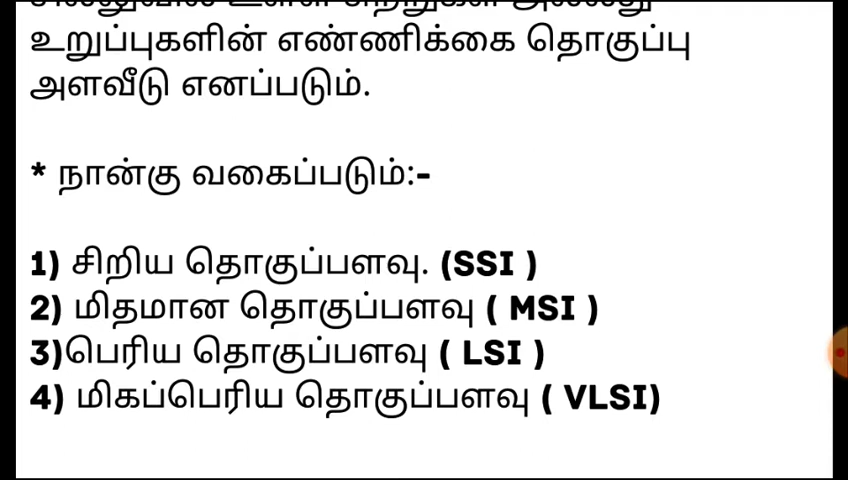 உறுப்புகளின் எண்ணிக்கை தொகுப்பு
அளவீடு எனப்படும்.
* நான்கு வகைப்படும்:-
1) சிறிய தொகுப்பளவு. (SSI )
2) மிதமான தொகுப்பளவு ( MSI )
3)பெரிய தொகுப்பளவு ( LSI )
4) மிகப்பெரிய தொகுப்பளவு ( VLSI)